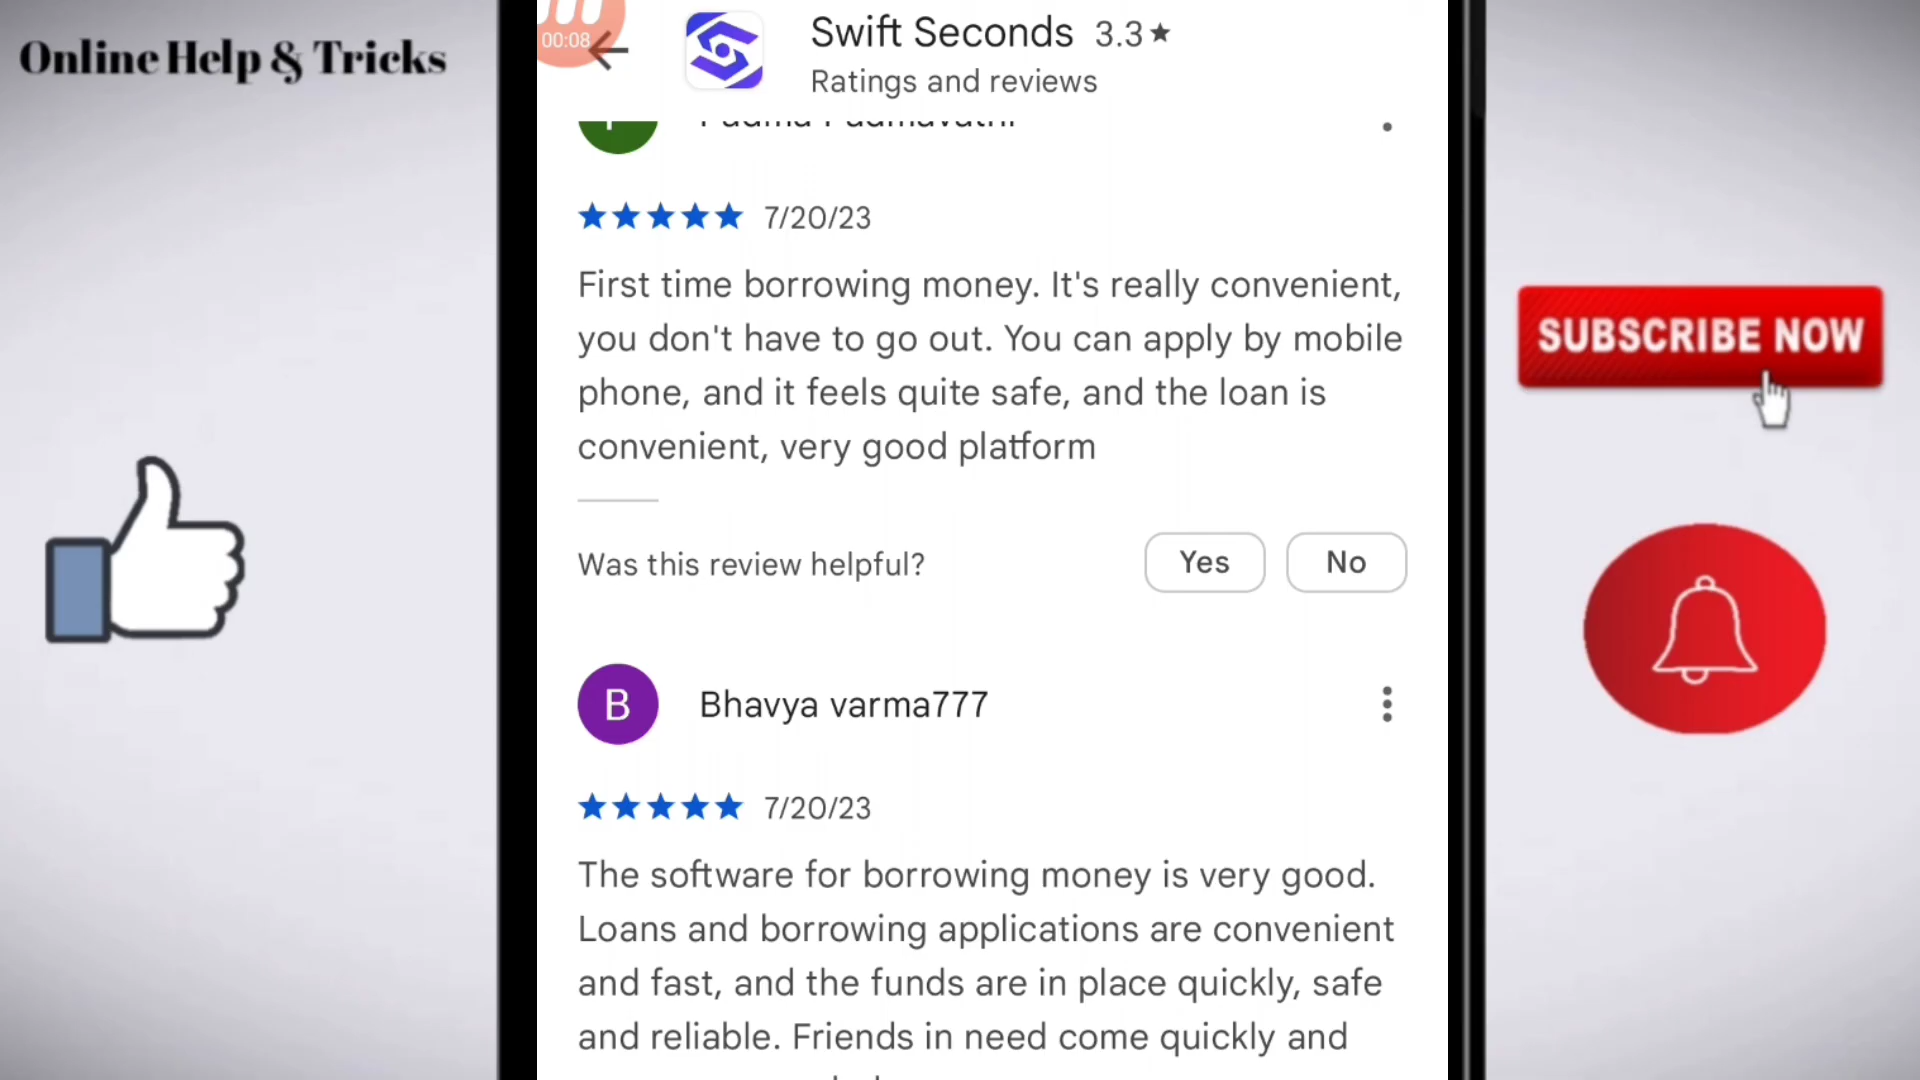 Online Help & Tricks
00:08
Swift Seconds 3.3★
Ratings and reviews
7/20/23
First time borrowing money. It's really convenient,
you don't have to go out. You can apply by mobile
phone, and it feels quite safe, and the loan is
convenient, very good platform
Was this review helpful?
Yes
No
B
Bhavya varma777
7/20/23
The software for borrowing money is very good.
Loans and borrowing applications are convenient
and fast, and the funds are in place quickly, safe
and reliable. Friends in need come quickly and
SUBSCRIBE NOW